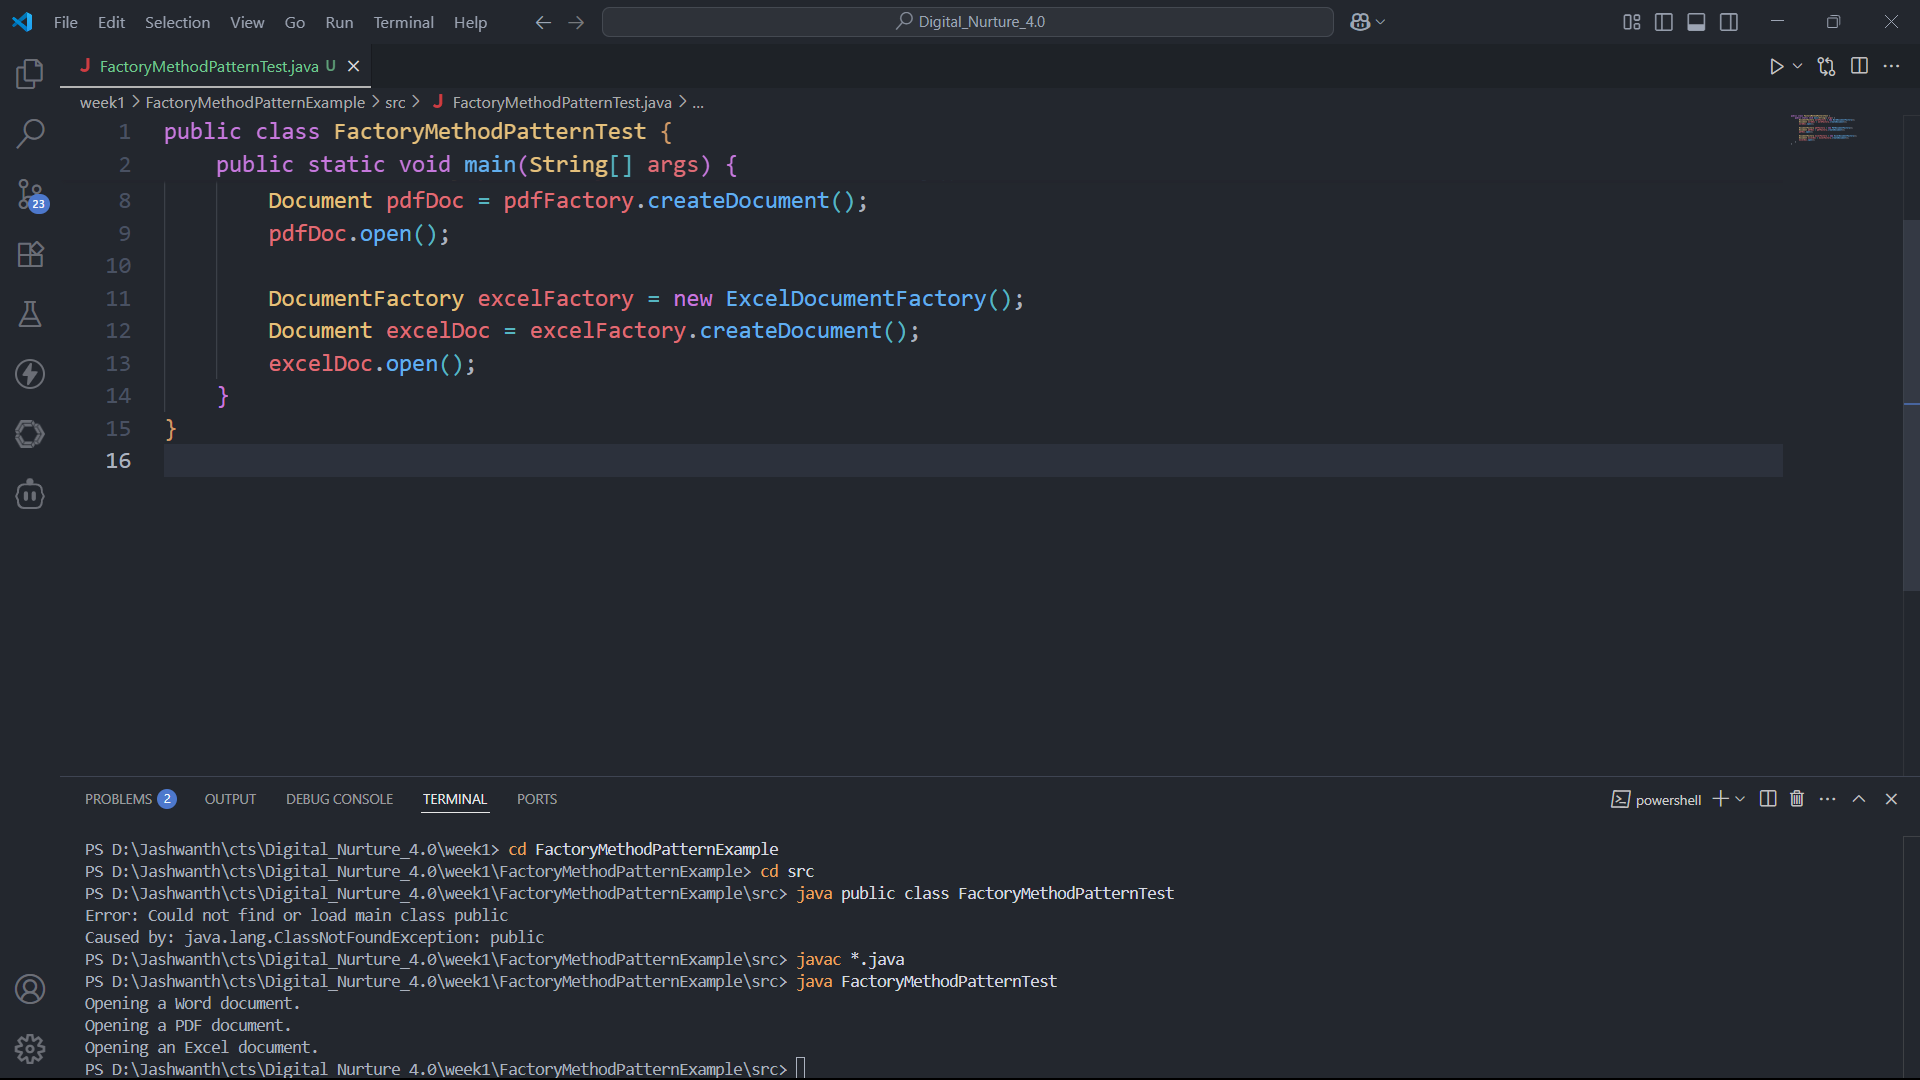 File Edit Selection View Go Run Terminal Help Digital_Nurture_4.0
FactoryMethodPatternTest.java U
week1 > FactoryMethodPatternExample > src > J FactoryMethodPatternTest.java > ...
1 public class FactoryMethodPatternTest {
2 public static void main(String[] args) {
8 Document pdfDoc = pdfFactory.createDocument();
9 pdfDoc.open();
10
11 DocumentFactory excelFactory = new ExcelDocumentFactory();
12 Document excelDoc = excelFactory.createDocument();
13 excelDoc.open();
14 }
15 }
16
23
PROBLEMS 2 OUTPUT DEBUG CONSOLE TERMINAL PORTS powershell
PS D:\Jashwanth\cts\Digital_Nurture_4.0\week1> cd FactoryMethodPatternExample
PS D:\Jashwanth\cts\Digital_Nurture_4.0\week1\FactoryMethodPatternExample> cd src
PS D:\Jashwanth\cts\Digital_Nurture_4.0\week1\FactoryMethodPatternExample\src> java public class FactoryMethodPatternTest
Error: Could not find or load main class public
Caused by: java.lang.ClassNotFoundException: public
PS D:\Jashwanth\cts\Digital_Nurture_4.0\week1\FactoryMethodPatternExample\src> javac *.java
PS D:\Jashwanth\cts\Digital_Nurture_4.0\week1\FactoryMethodPatternExample\src> java FactoryMethodPatternTest
Opening a Word document.
Opening a PDF document.
Opening an Excel document.
PS D:\Jashwanth\cts\Digital_Nurture_4.0\week1\FactoryMethodPatternExample\src>